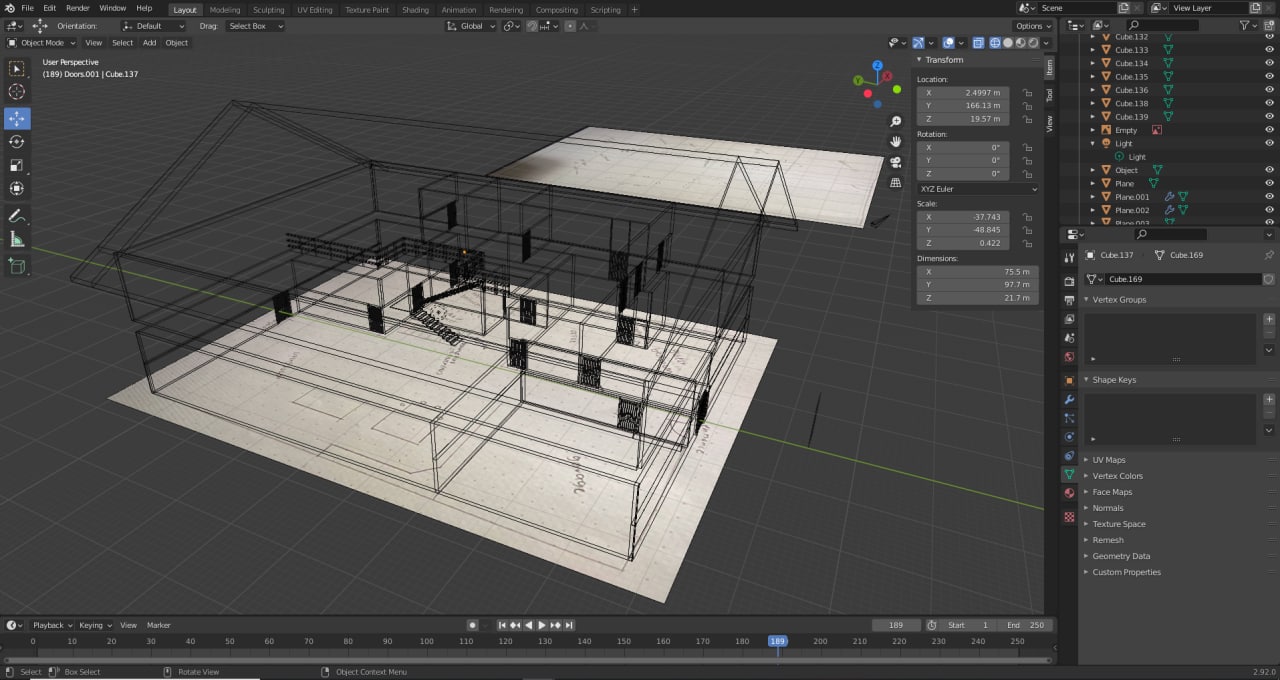 File Edit Render Window Help Layout Modeling Sculpting UV Editing Texture Paint Shading Animation Rendering Compositing Scripting + Scene View Layer
Orientation: Default Drag: Select Box Global Options
Object Mode View Select Add Object
User Perspective
(189) Doors.001 | Cube.137
Z
Y
X
Garage
Transform
Location:
X 2.4997 m
Y 166.13 m
Z 19.57 m
Rotation:
X 0°
Y 0°
Z 0°
XYZ Euler
Scale:
X -37.743
Y -48.845
Z 0.422
Dimensions:
X 75.5 m
Y 97.7 m
Z 21.7 m
Item
Tool
View
Cube.132
Cube.133
Cube.134
Cube.135
Cube.136
Cube.138
Cube.139
Empty
Light
Light
Object
Plane
Plane.001
Plane.002
Plane.003
Cube.137 Cube.169
Cube.169
Vertex Groups
Shape Keys
UV Maps
Vertex Colors
Face Maps
Normals
Texture Space
Remesh
Geometry Data
Custom Properties
Playback Keying View Marker 189 Start 1 End 250
0 10 20 30 40 50 60 70 80 90 100 110 120 130 140 150 160 170 180 189 200 210 220 230 240 250
Select Box Select Rotate View Object Context Menu 2.92.0